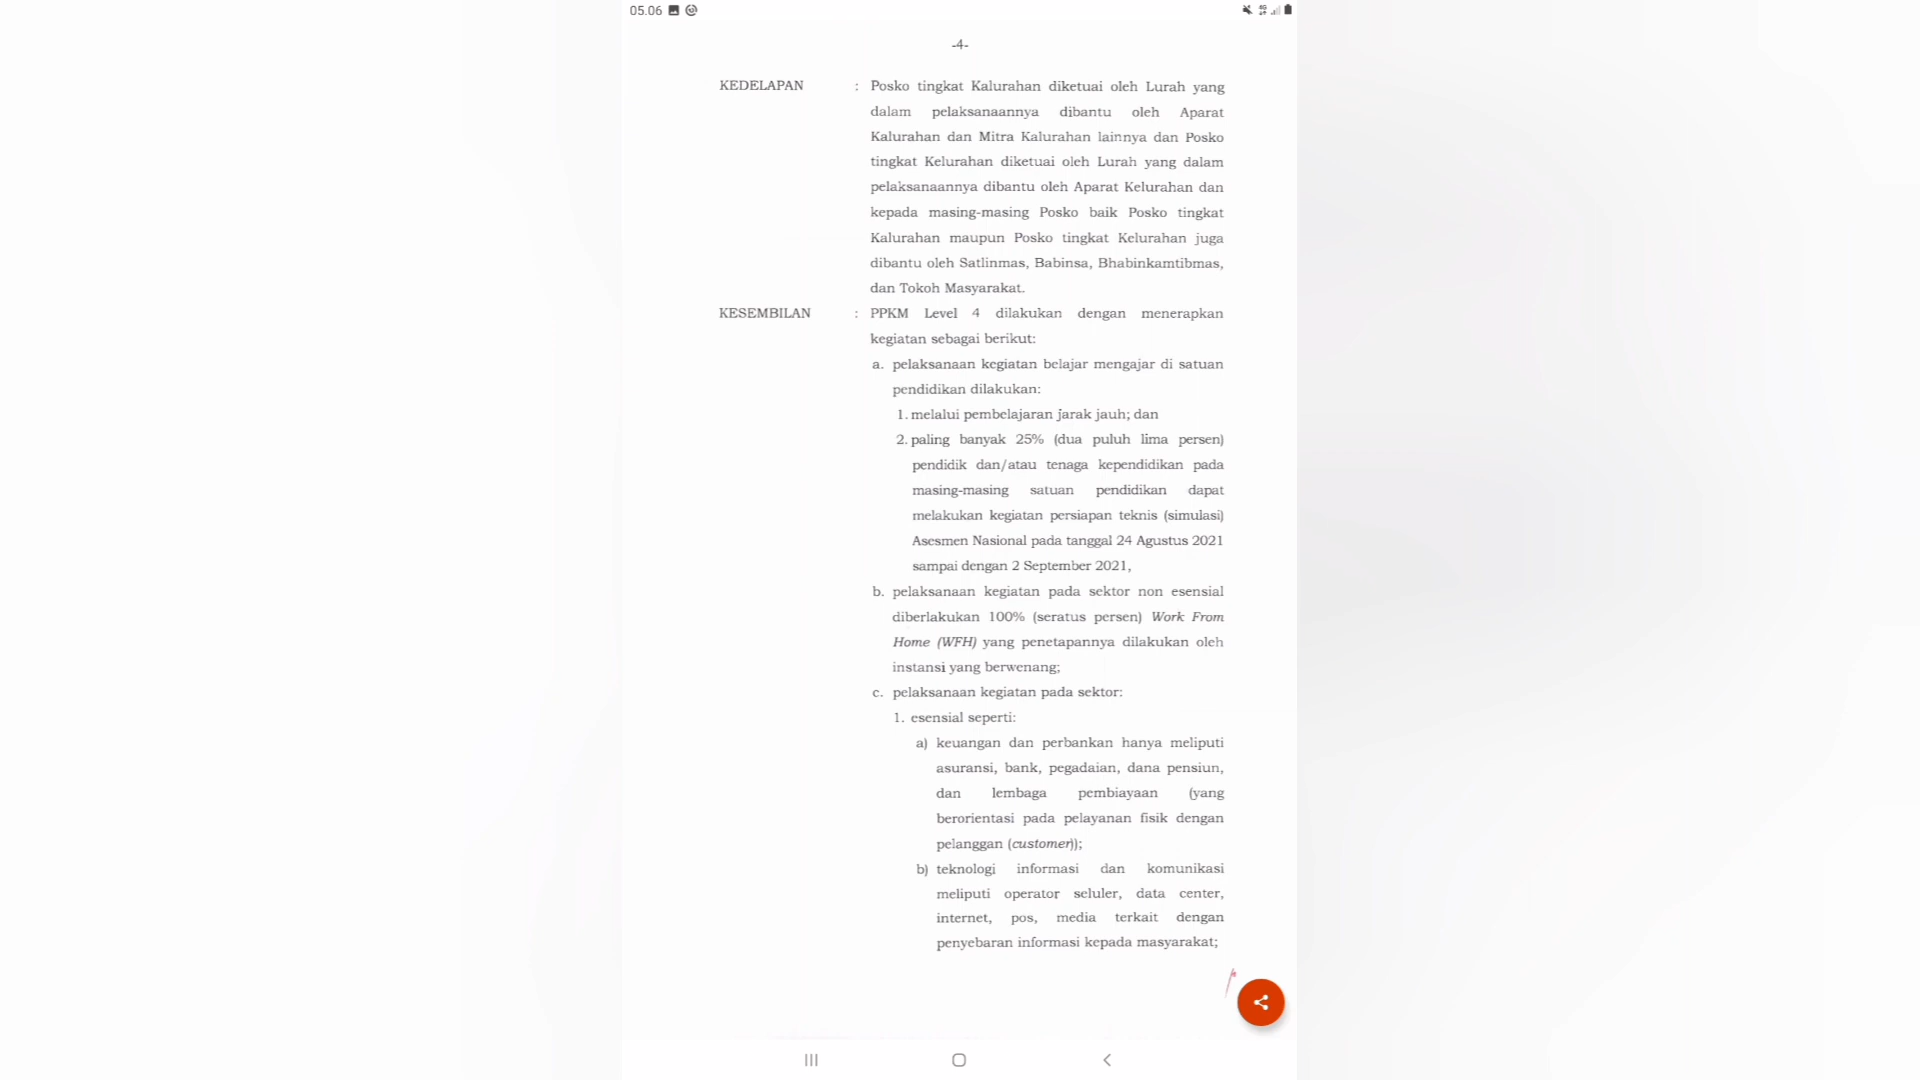 05.06
-4-
KEDELAPAN : Posko tingkat Kalurahan diketuai oleh Lurah yang
dalam pelaksanaannya dibantu oleh Aparat
Kalurahan dan Mitra Kalurahan lainnya dan Posko
tingkat Kelurahan diketuai oleh Lurah yang dalam
pelaksanaannya dibantu oleh Aparat Kelurahan dan
kepada masing-masing Posko baik Posko tingkat
Kalurahan maupun Posko tingkat Kelurahan juga
dibantu oleh Satlinmas, Babinsa, Bhabinkamtibmas,
dan Tokoh Masyarakat.
KESEMBILAN : PPKM Level 4 dilakukan dengan menerapkan
kegiatan sebagai berikut:
a. pelaksanaan kegiatan belajar mengajar di satuan
pendidikan dilakukan:
1. melalui pembelajaran jarak jauh; dan
2. paling banyak 25% (dua puluh lima persen)
pendidik dan/atau tenaga kependidikan pada
masing-masing satuan pendidikan dapat
melakukan kegiatan persiapan teknis (simulasi)
Asesmen Nasional pada tanggal 24 Agustus 2021
sampai dengan 2 September 2021,
b. pelaksanaan kegiatan pada sektor non esensial
diberlakukan 100% (seratus persen) Work From
Home (WFH) yang penetapannya dilakukan oleh
instansi yang berwenang;
c. pelaksanaan kegiatan pada sektor:
1. esensial seperti:
a) keuangan dan perbankan hanya meliputi
asuransi, bank, pegadaian, dana pensiun,
dan lembaga pembiayaan (yang
berorientasi pada pelayanan fisik dengan
pelanggan (customer));
b) teknologi informasi dan komunikasi
meliputi operator seluler, data center,
internet, pos, media terkait dengan
penyebaran informasi kepada masyarakat;